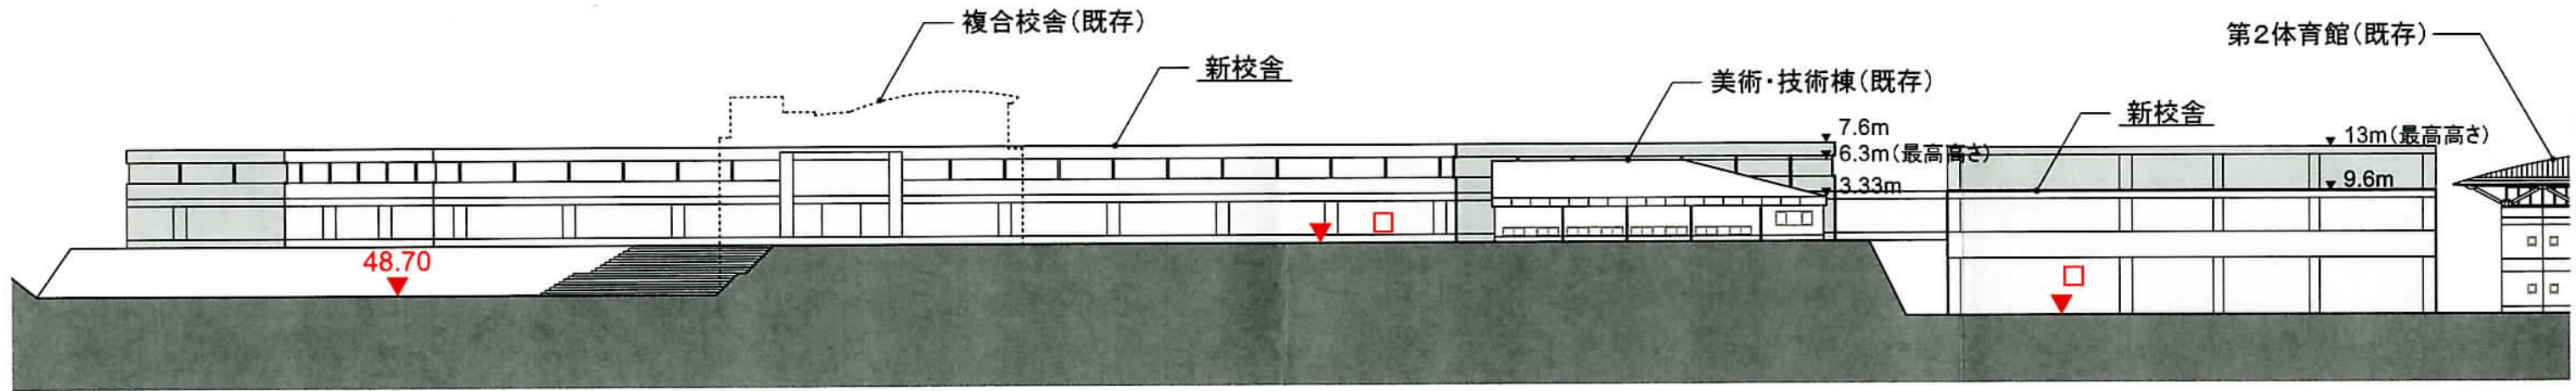 複合校舎(既存)
新校舎
美術・技術棟(既存)
第2体育館(既存)
新校舎
7.6m
6.3m(最高高さ)
3.33m
13m(最高高さ)
9.6m
48.70